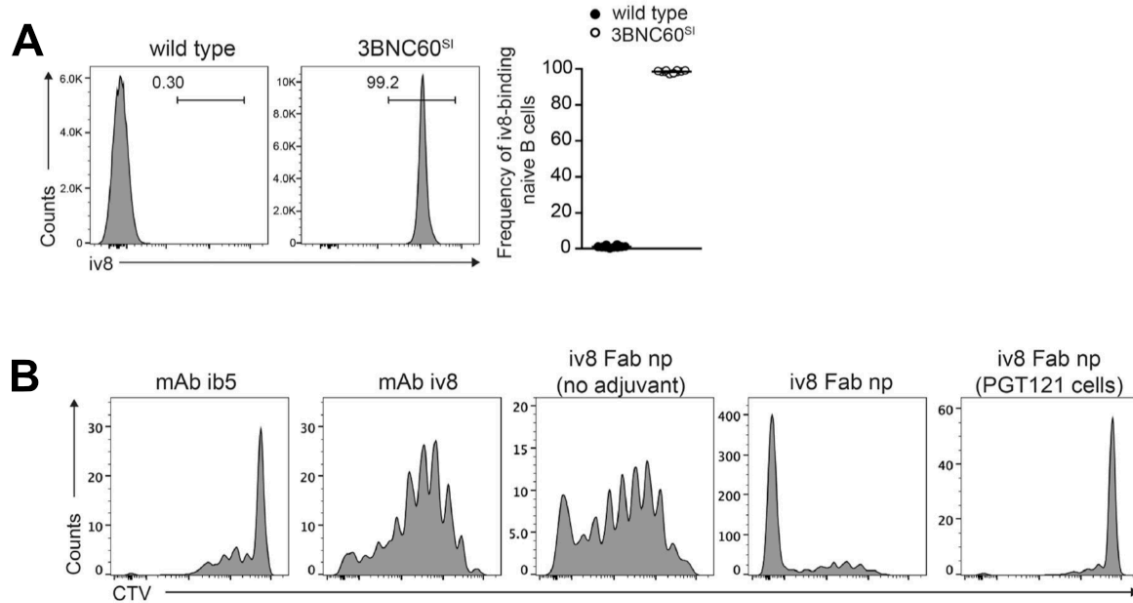 A
wild type
3BNC60SI
wild type
3BNC60SI
0.30
99.2
6.0K
4.0K
2.0K
0
10K
8.0K
6.0K
4.0K
2.0K
0
Counts
iv8
Frequency of iv8-binding
naive B cells
100
80
60
40
20
0
B
mAb ib5
mAb iv8
iv8 Fab np
(no adjuvant)
iv8 Fab np
iv8 Fab np
(PGT121 cells)
30
20
10
0
30
20
10
0
20
15
10
5.0
0
400
300
200
100
0
60
40
20
0
Counts
CTV